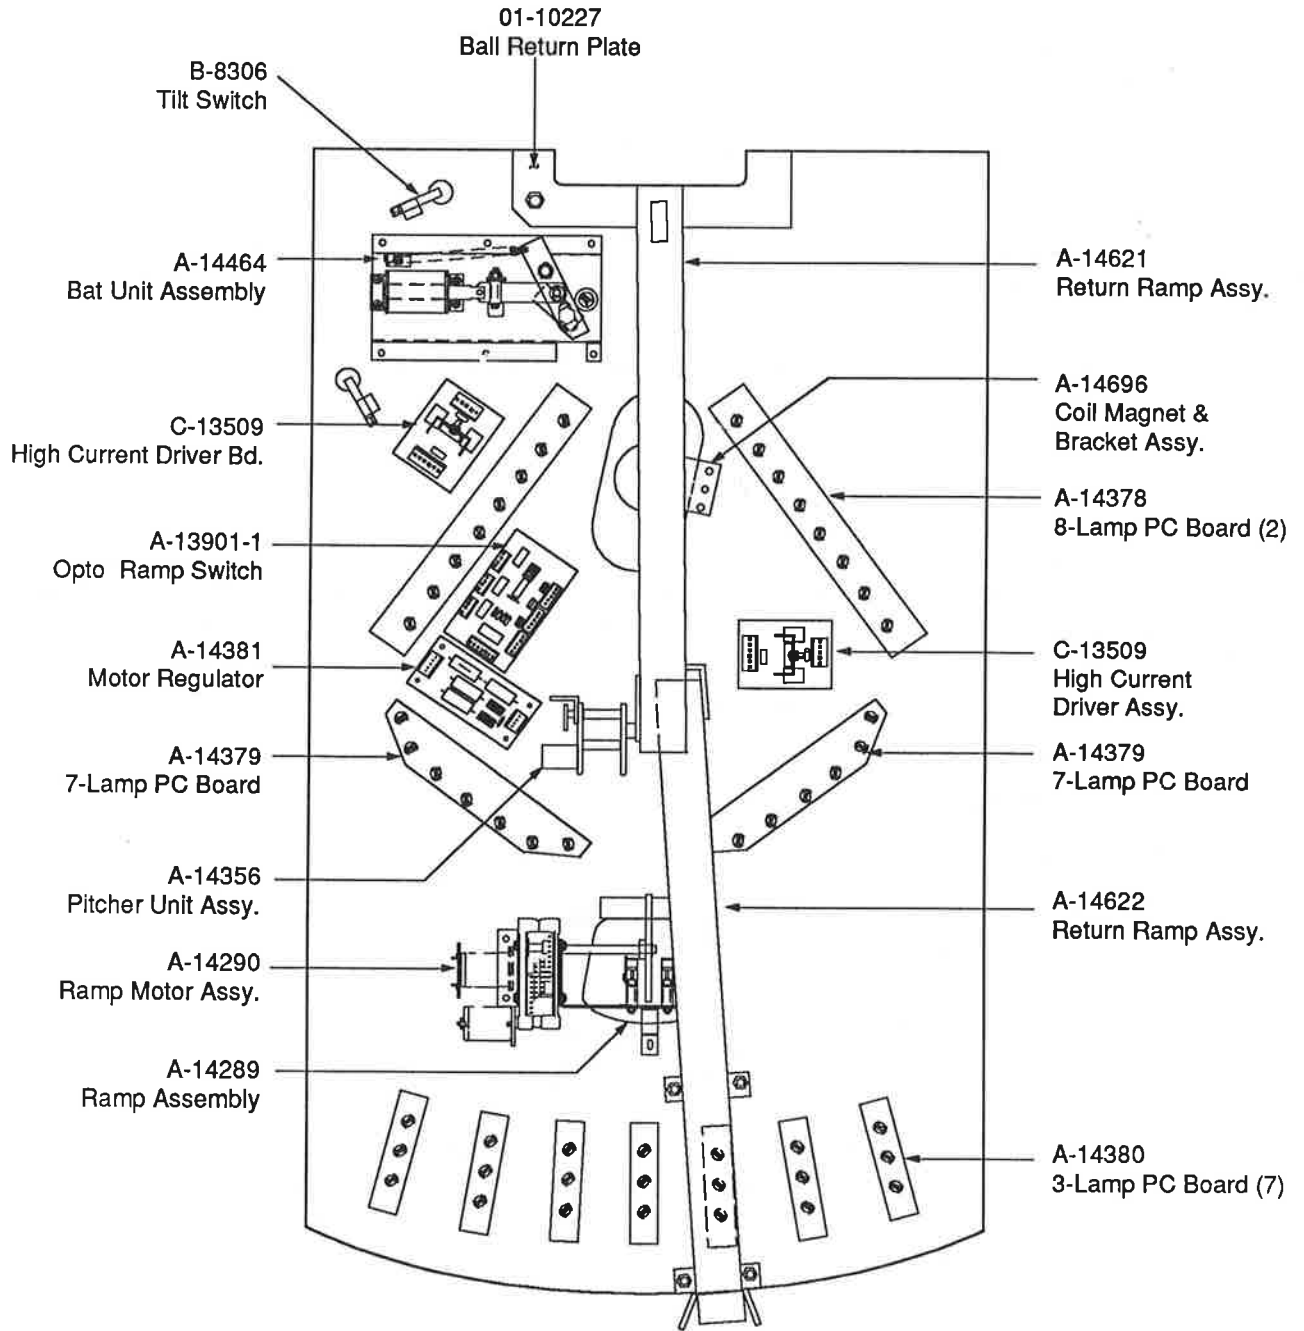 01-10227
Ball Return Plate
B-8306
Tilt Switch
A-14464
Bat Unit Assembly
C-13509
High Current Driver Bd.
A-13901-1
Opto Ramp Switch
A-14381
Motor Regulator
A-14379
7-Lamp PC Board
A-14356
Pitcher Unit Assy.
A-14290
Ramp Motor Assy.
A-14289
Ramp Assembly
A-14621
Return Ramp Assy.
A-14696
Coil Magnet &
Bracket Assy.
A-14378
8-Lamp PC Board (2)
C-13509
High Current
Driver Assy.
A-14379
7-Lamp PC Board
A-14622
Return Ramp Assy.
A-14380
3-Lamp PC Board (7)